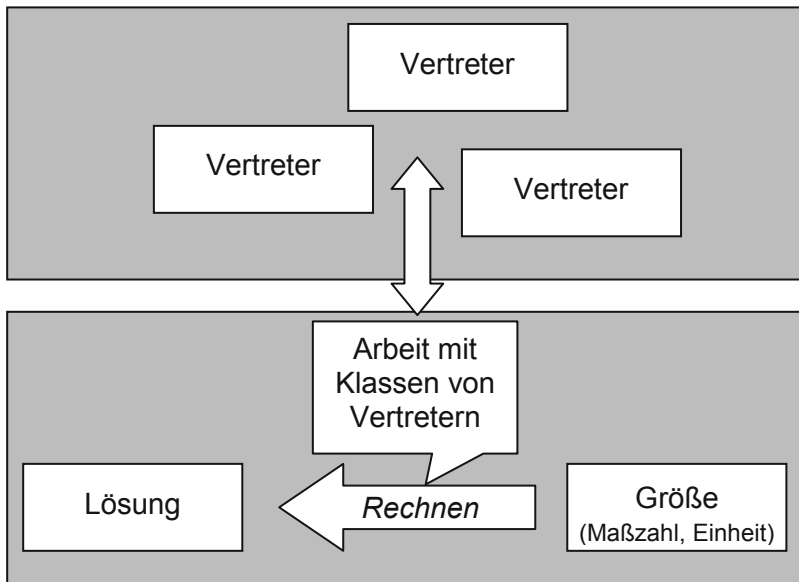 Vertreter
Vertreter
Vertreter
Arbeit mit
Klassen von
Vertretern
Lösung
Rechnen
Größe
(Maßzahl, Einheit)